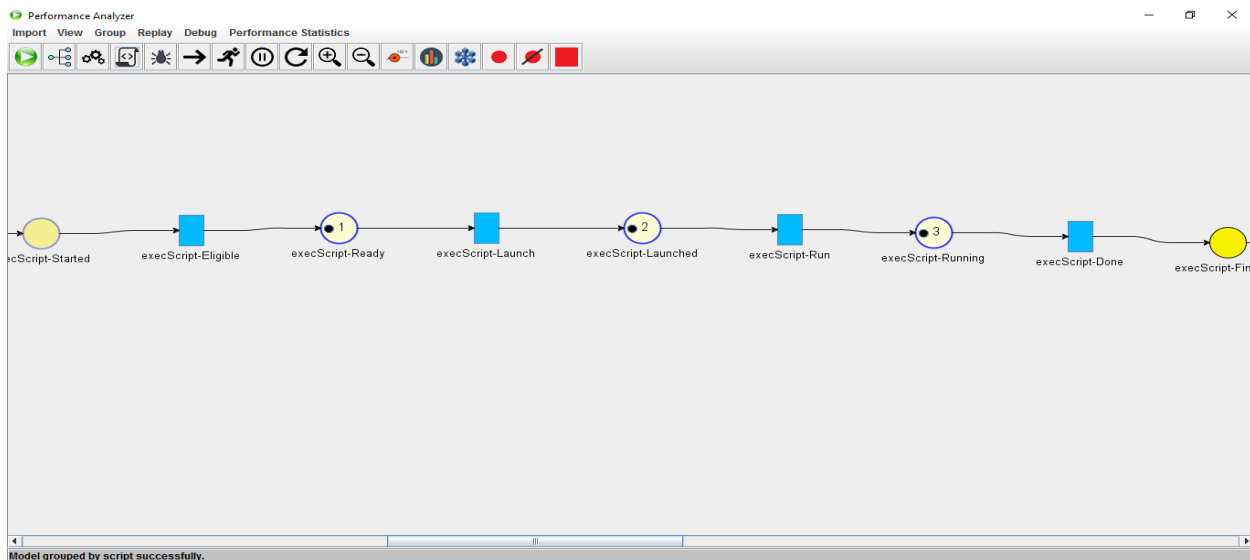 Performance Analyzer
Import View Group Replay Debug Performance Statistics
1 2 3
ecScript-Started execScript-Eligible execScript-Ready execScript-Launch execScript-Launched execScript-Run execScript-Running execScript-Done execScript-Fin
Model grouped by script successfully.